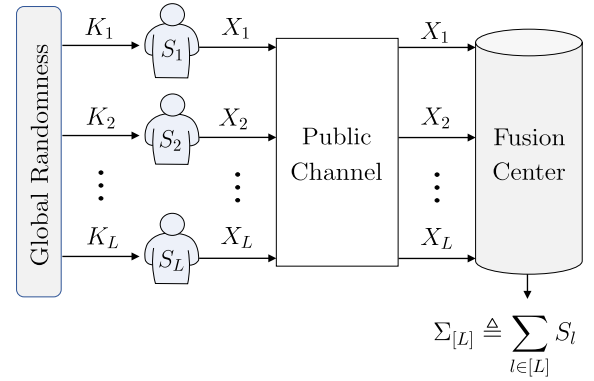 Global Randomness
K_1 S_1 X_1 X_1
K_2 S_2 X_2 Public Channel X_2 Fusion Center
⋮ ⋮ ⋮
K_L S_L X_L X_L
Σ_{[L]} ≜ ∑_{l∈[L]} S_l